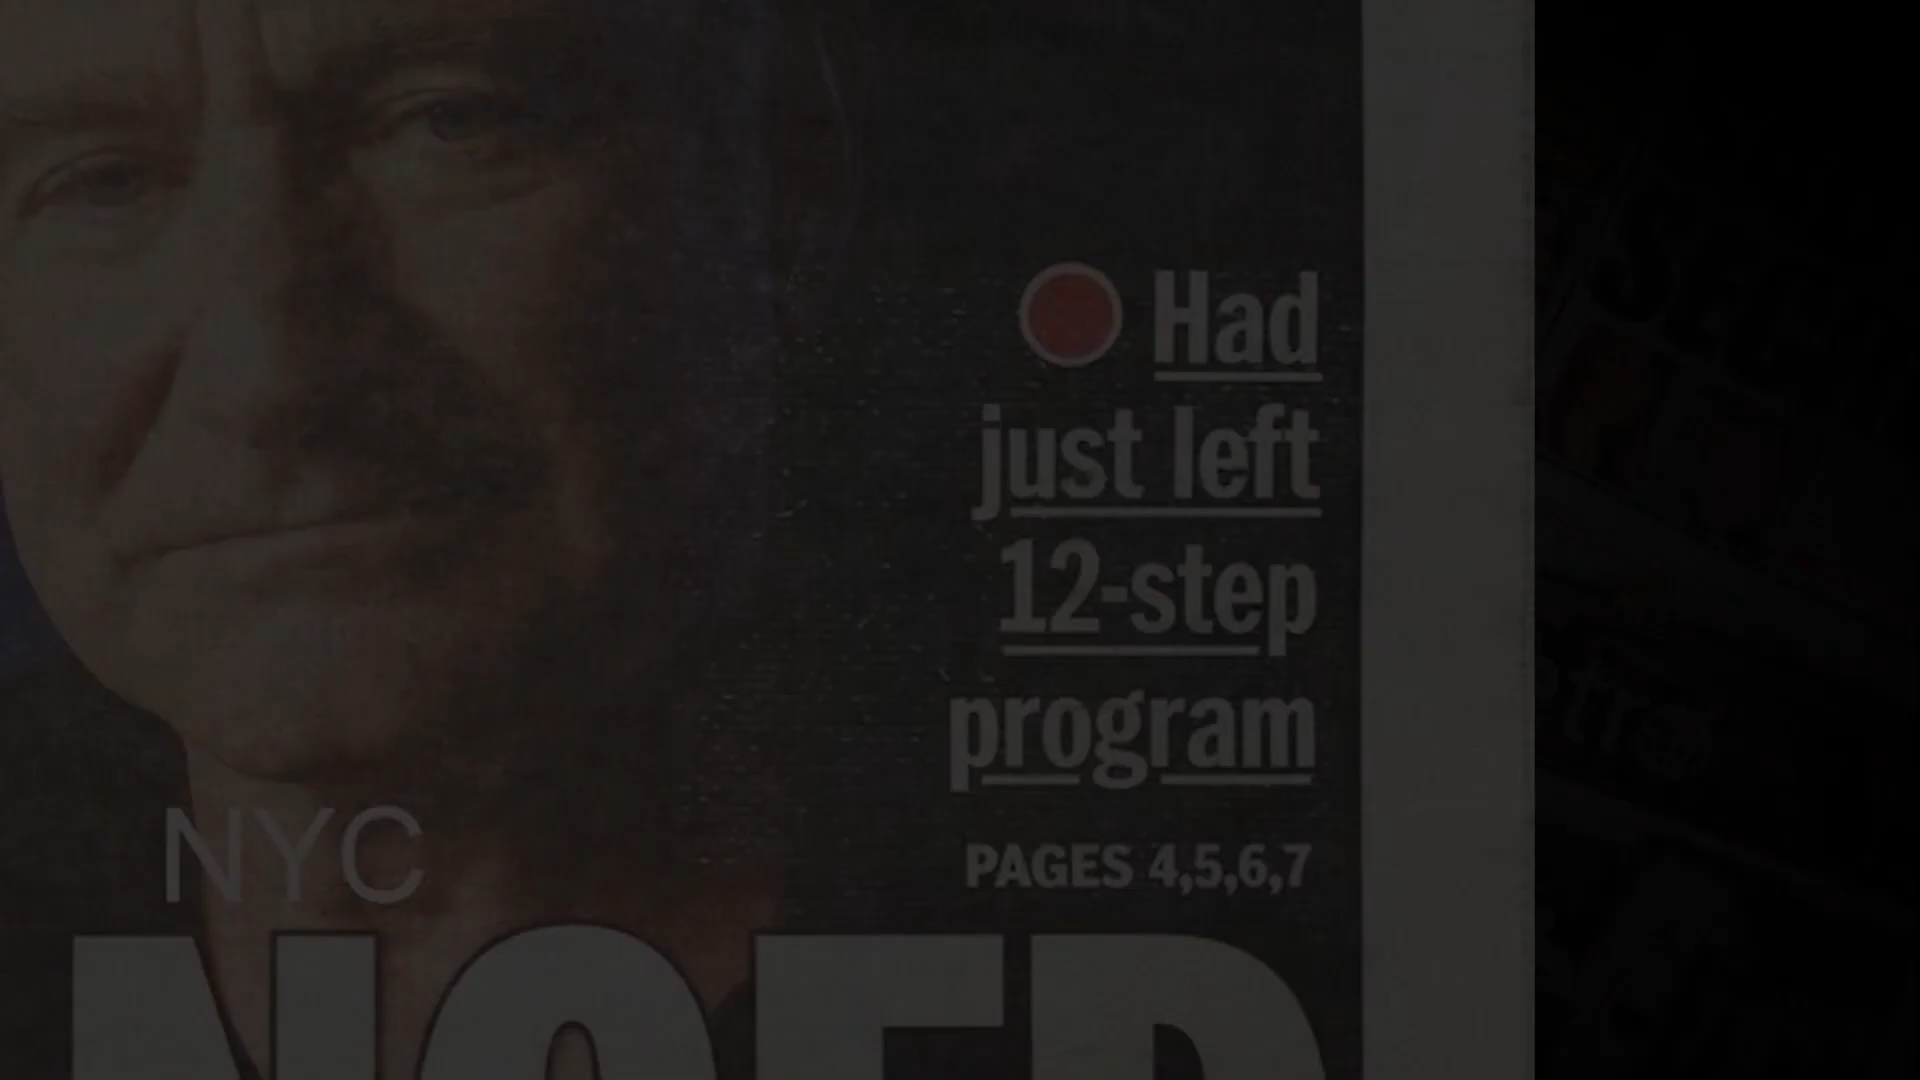 Had
just left
12-step
program
NYC
PAGES 4,5,6,7